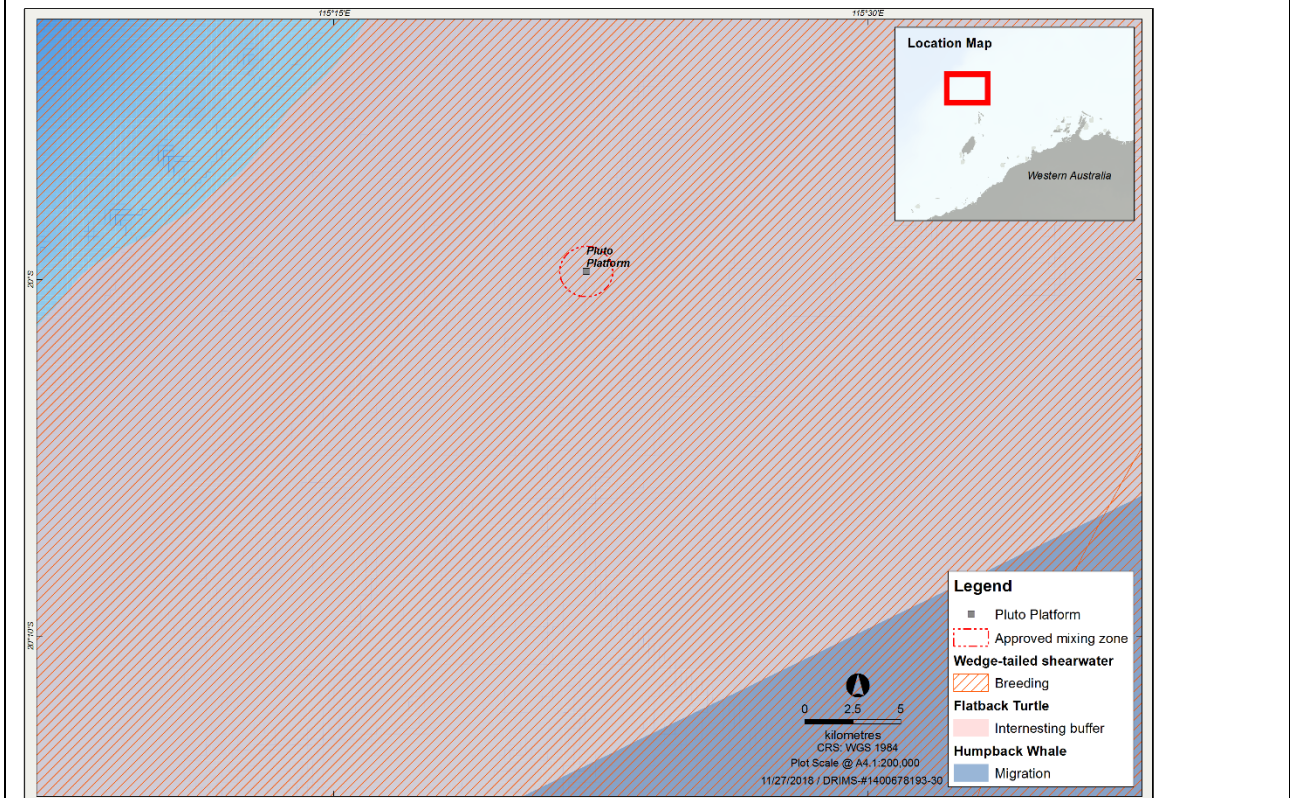 115°15'E
115°30'E
Location Map
Western Australia
Pluto
Platform
20°S
20°10'S
Legend
Pluto Platform
Approved mixing zone
Wedge-tailed shearwater
Breeding
Flatback Turtle
Internesting buffer
Humpback Whale
Migration
0 2.5 5
kilometres
CRS: WGS 1984
Plot Scale @ A4.1:200,000
11/27/2018 / DRIMS-#1400678193-30